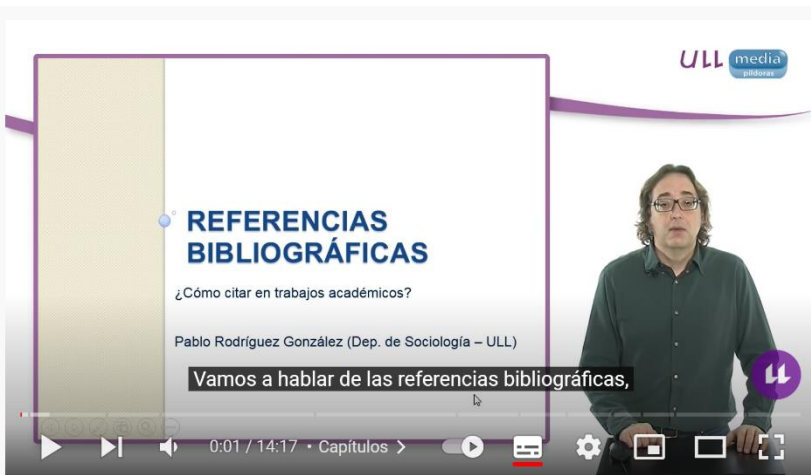 ULL media
píldoras
REFERENCIAS
BIBLIOGRÁFICAS
¿Cómo citar en trabajos académicos?
Pablo Rodríguez González (Dep. de Sociología – ULL)
Vamos a hablar de las referencias bibliográficas,
0:01 / 14:17 • Capítulos